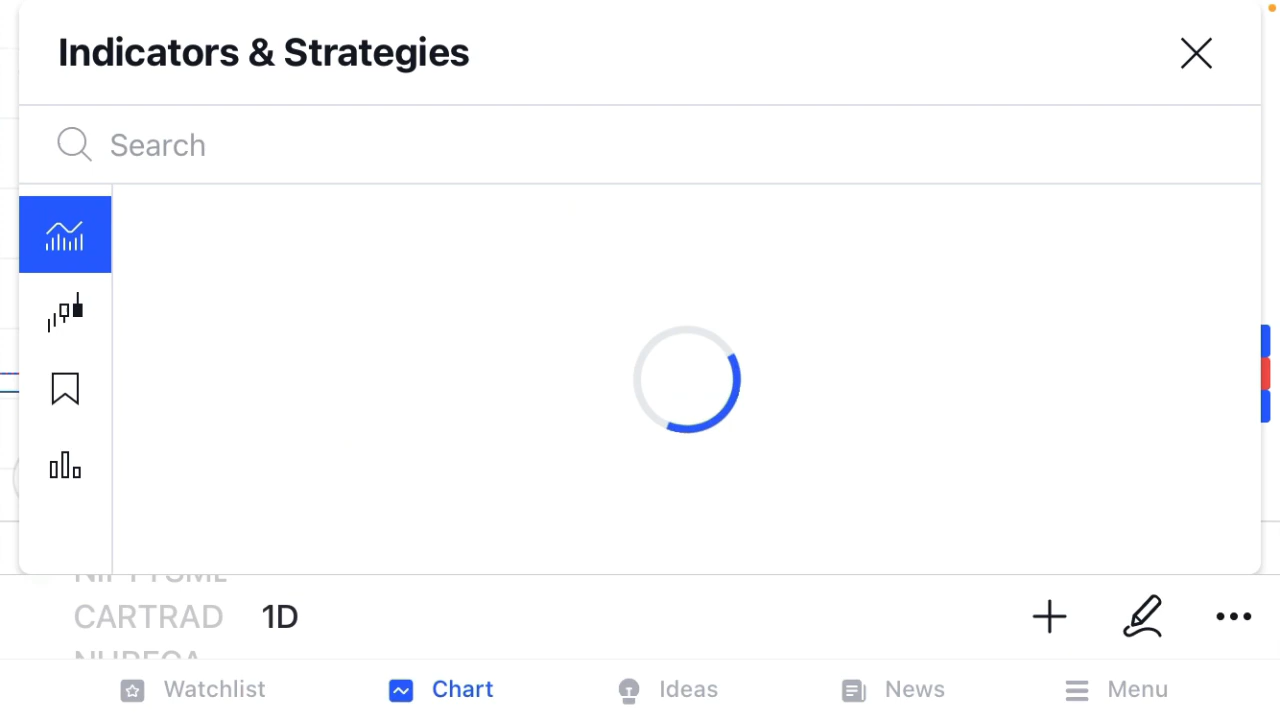 Indicators & Strategies
Search
CARTRAD 1D
Watchlist Chart Ideas News Menu